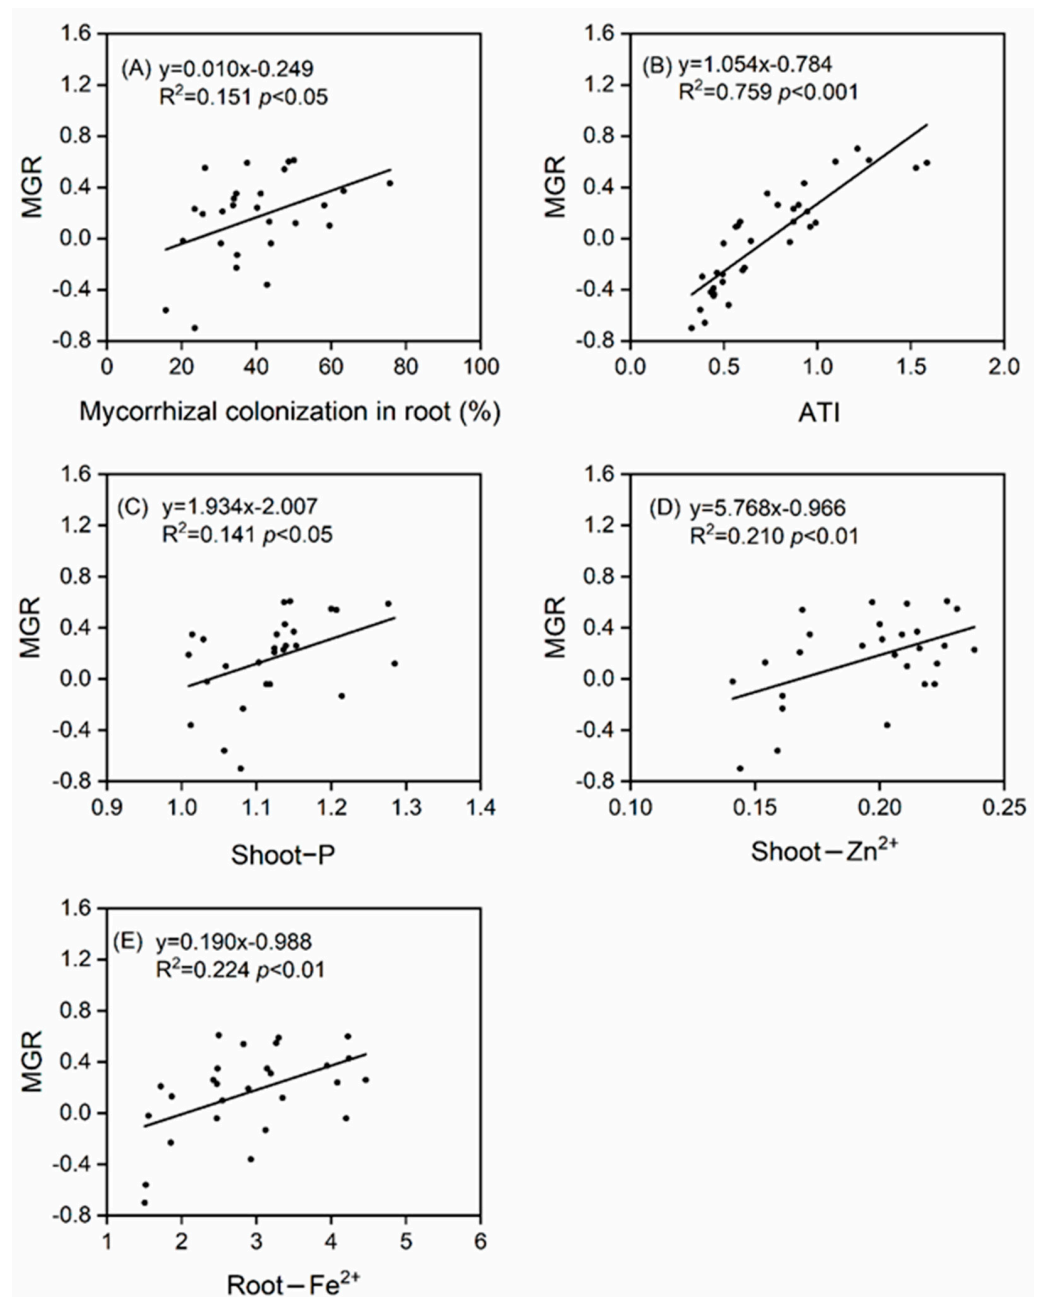 (A) y=0.010x-0.249
R²=0.151 p<0.05
MGR
1.6
1.2
0.8
0.4
0.0
-0.4
-0.8
0 20 40 60 80 100
Mycorrhizal colonization in root (%)
(B) y=1.054x-0.784
R²=0.759 p<0.001
MGR
1.6
1.2
0.8
0.4
0.0
-0.4
-0.8
0.0 0.5 1.0 1.5 2.0
ATI
(C) y=1.934x-2.007
R²=0.141 p<0.05
MGR
1.6
1.2
0.8
0.4
0.0
-0.4
-0.8
0.9 1.0 1.1 1.2 1.3 1.4
Shoot−P
(D) y=5.768x-0.966
R²=0.210 p<0.01
MGR
1.6
1.2
0.8
0.4
0.0
-0.4
-0.8
0.10 0.15 0.20 0.25
Shoot−Zn²⁺
(E) y=0.190x-0.988
R²=0.224 p<0.01
MGR
1.6
1.2
0.8
0.4
0.0
-0.4
-0.8
1 2 3 4 5 6
Root−Fe²⁺